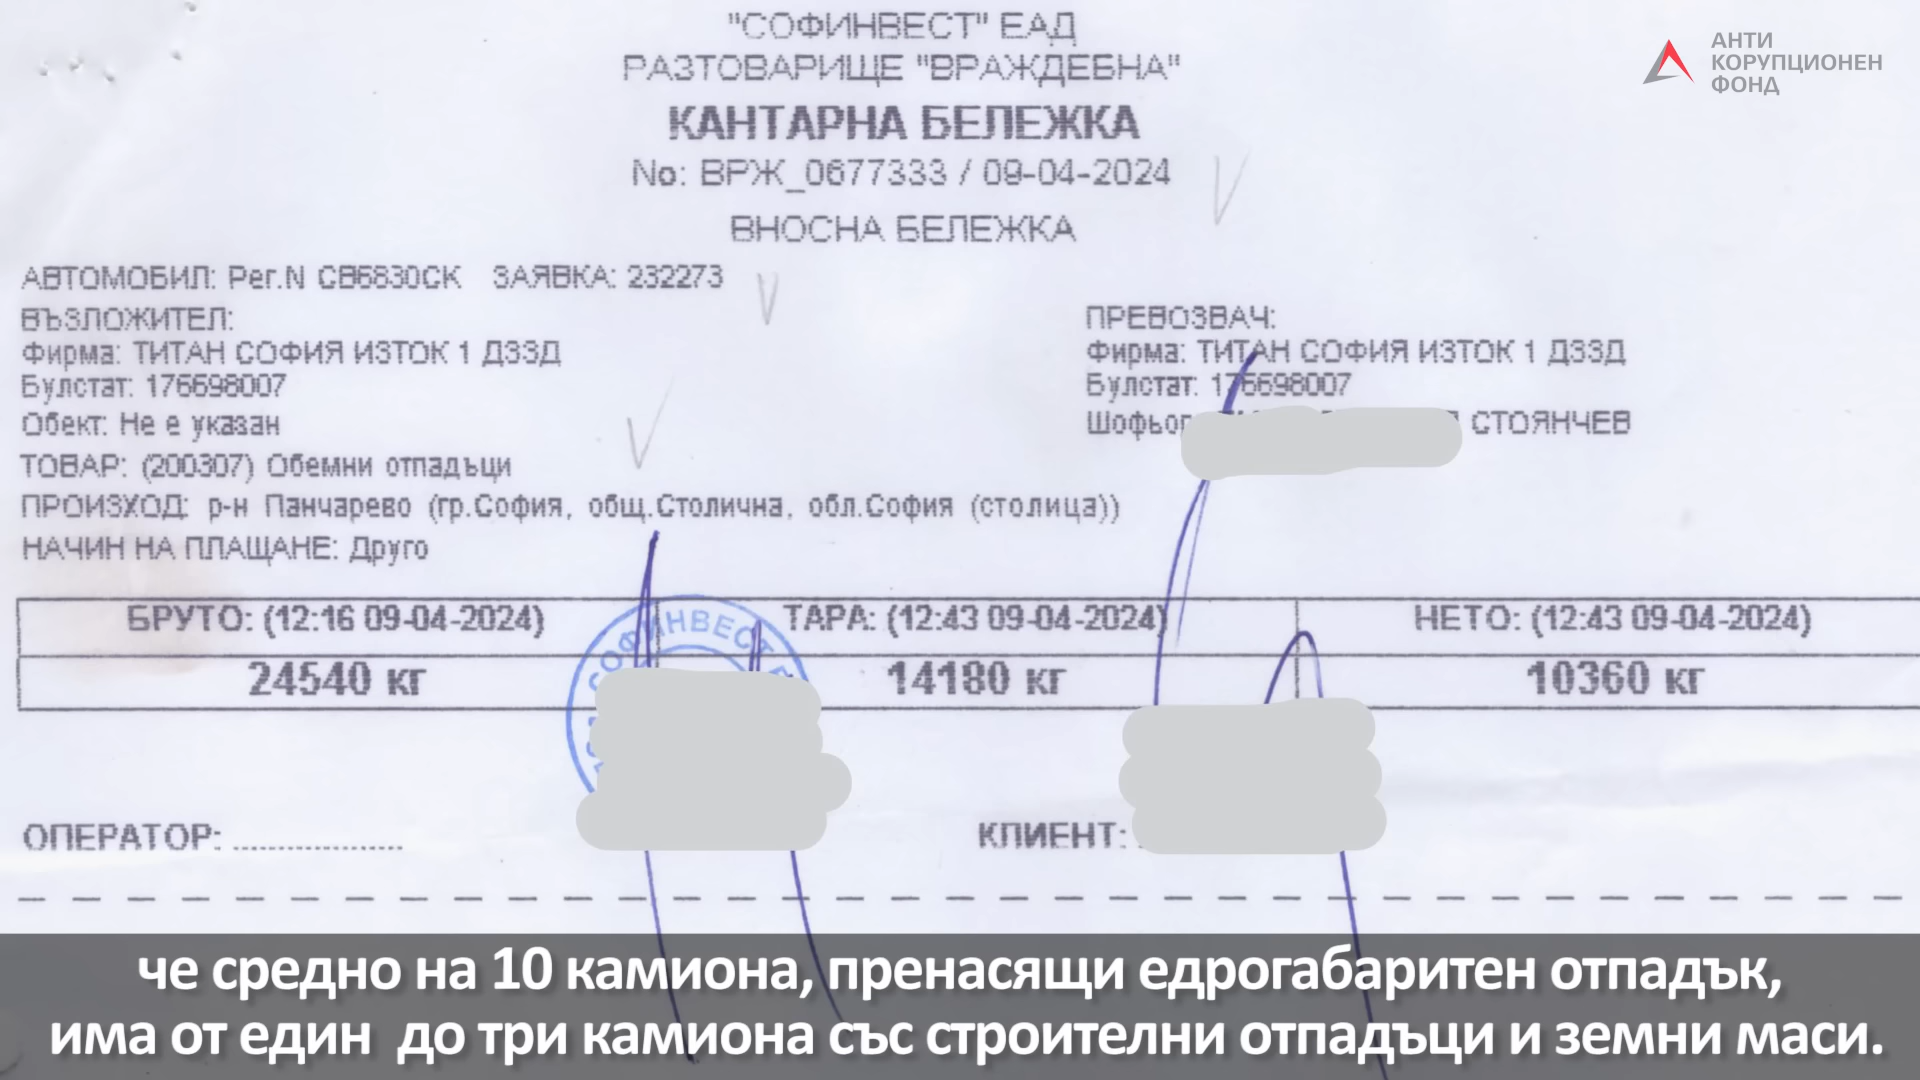 "СОФИНВЕСТ" ЕАД
РАЗТОВАРИЩЕ "ВРАЖДЕБНА"
КАНТАРНА БЕЛЕЖКА
No: ВРЖ_0677333 / 09-04-2024
ВНОСНА БЕЛЕЖКА
АНТИ
КОРУПЦИОНЕН
ФОНД
АВТОМОБИЛ: Рег.N СВ6830СК ЗАЯВКА: 232273
ВЪЗЛОЖИТЕЛ:
Фирма: ТИТАН СОФИЯ ИЗТОК 1 ДЗЗД
Булстат: 176698007
Обект: Не е указан
ПРЕВОЗВАЧ:
Фирма: ТИТАН СОФИЯ ИЗТОК 1 ДЗЗД
Булстат: 176698007
СТОЯНЧЕВ
ТОВАР: (200307) Обемни отпадъци
ПРОИЗХОД: р-н Панчарево (гр.София, общ.Столична, обл.София (столица))
НАЧИН НА ПЛАЩАНЕ: Друго
БРУТО: (12:16 09-04-2024) ТАРА: (12:43 09-04-2024) НЕТО: (12:43 09-04-2024)
24540 кг 14180 кг 10360 кг
СОФИНВЕСТ
ОПЕРАТОР: ................... КЛИЕНТ:
че средно на 10 камиона, пренасящи едрогабаритен отпадък,
има от един до три камиона със строителни отпадъци и земни маси.